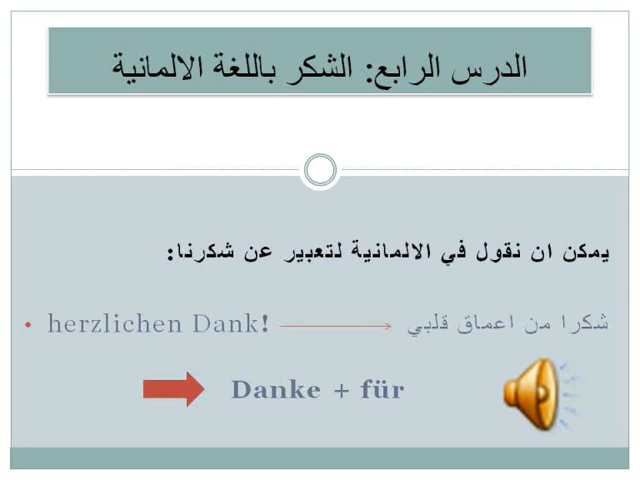 الدرس الرابع: الشكر باللغة الالمانية
يمكن ان نقول في الالمانية لتعبير عن شكرنا:
• herzlichen Dank! شكرا من اعماق قلبي
Danke + für